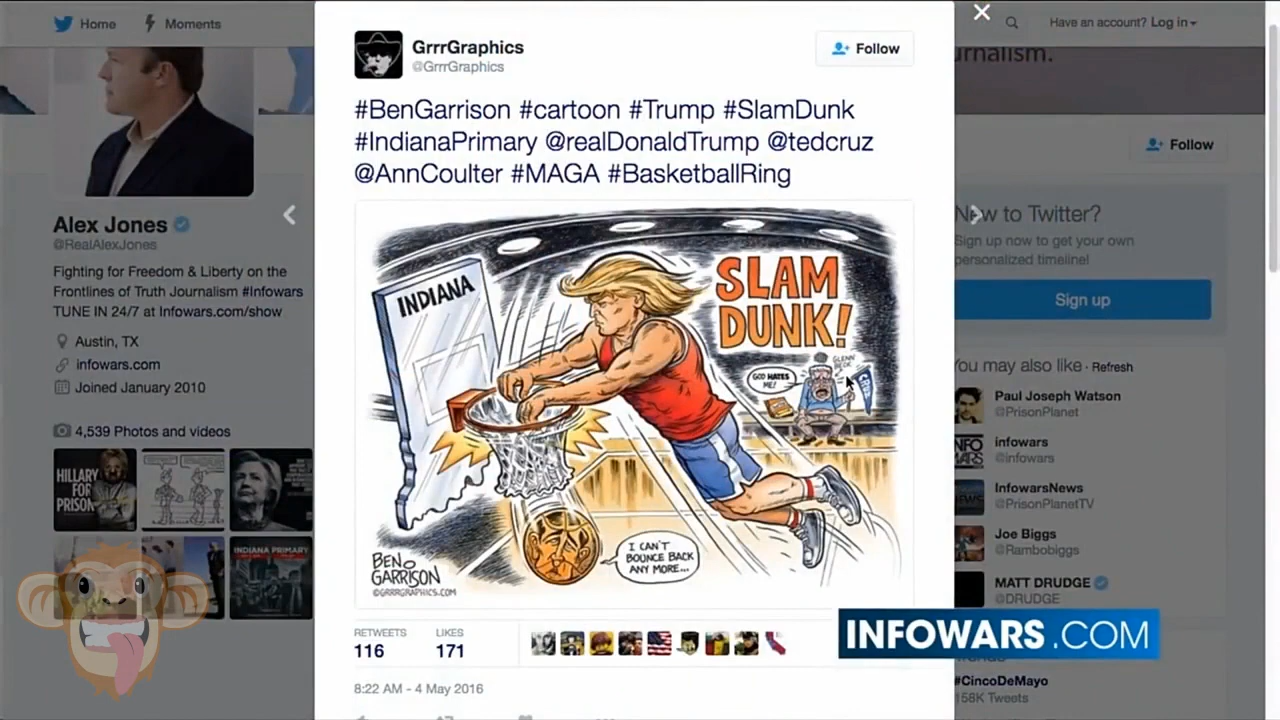 Home
Moments
Have an account? Log in
Alex Jones
@RealAlexJones
Fighting for Freedom & Liberty on the
Frontlines of Truth Journalism #Infowars
TUNE IN 24/7 at Infowars.com/show
Austin, TX
infowars.com
Joined January 2010
4,539 Photos and videos
HILLARY
FOR
PRISON
INDIANA PRIMARY
GrrrGraphics
@GrrrGraphics
Follow
#BenGarrison #cartoon #Trump #SlamDunk
#IndianaPrimary @realDonaldTrump @tedcruz
@AnnCoulter #MAGA #BasketballRing
INDIANA
SLAM
DUNK!
GLENN
BECK
GOD HATES
ME!
I CAN'T
BOUNCE BACK
ANY MORE...
BEN
GARRISON
©GRRRGRAPHICS.COM
RETWEETS
116
LIKES
171
8:22 AM - 4 May 2016
Follow
New to Twitter?
Sign up now to get your own
personalized timeline!
Sign up
You may also like · Refresh
Paul Joseph Watson
@PrisonPlanet
infowars
@infowars
InfowarsNews
@PrisonPlanetTV
Joe Biggs
@Rambobiggs
MATT DRUDGE
@DRUDGE
INFOWARS.COM
#CincoDeMayo
158K Tweets